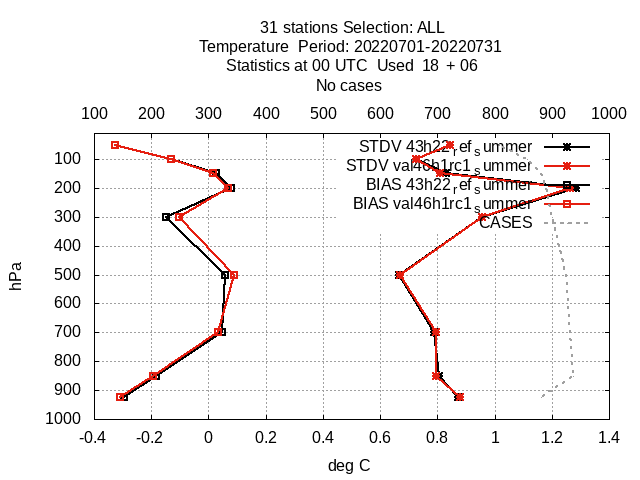 31 stations Selection: ALL
Temperature Period: 20220701-20220731
Statistics at 00 UTC Used 18 + 06
No cases
100 200 300 400 500 600 700 800 900 1000
STDV 43h22_ref_summer
STDV val46h1rc1_summer
BIAS 43h22_ref_summer
BIAS val46h1rc1_summer
CASES
100
200
300
400
500
600
700
800
900
1000
hPa
-0.4 -0.2 0 0.2 0.4 0.6 0.8 1 1.2 1.4
deg C